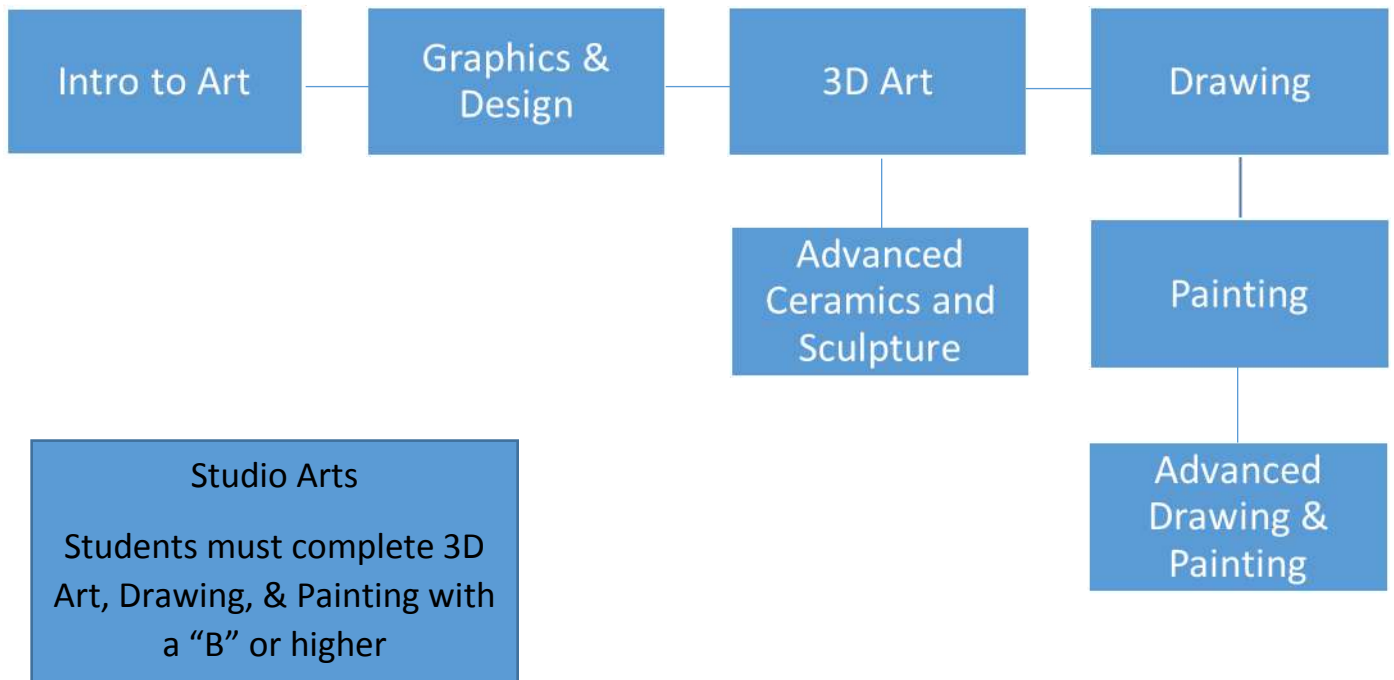 Intro to Art
Graphics &
Design
3D Art
Drawing
Advanced
Ceramics and
Sculpture
Painting
Advanced
Drawing &
Painting
Studio Arts
Students must complete 3D
Art, Drawing, & Painting with
a “B” or higher